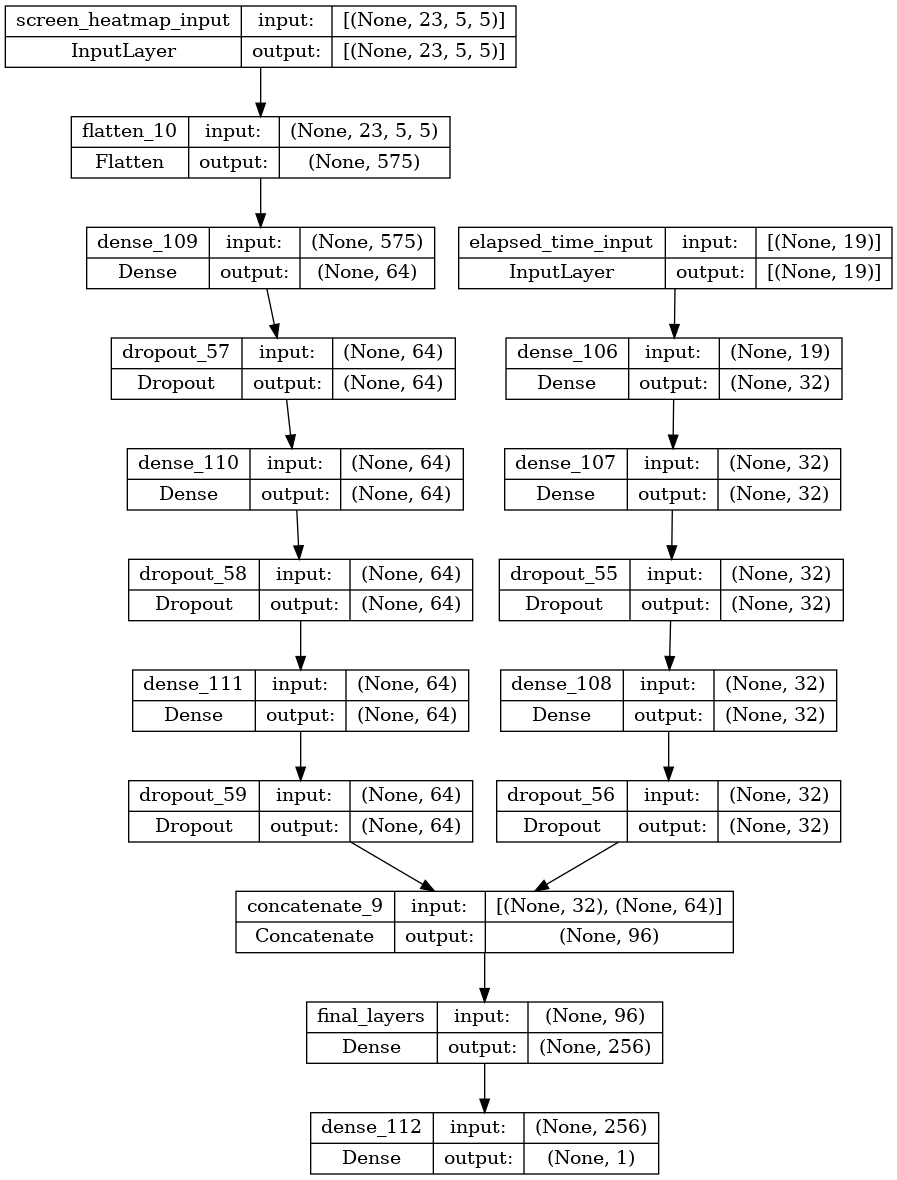 screen_heatmap_input input: [(None, 23, 5, 5)]
InputLayer output: [(None, 23, 5, 5)]
flatten_10 input: (None, 23, 5, 5)
Flatten output: (None, 575)
dense_109 input: (None, 575)
Dense output: (None, 64)
elapsed_time_input input: [(None, 19)]
InputLayer output: [(None, 19)]
dropout_57 input: (None, 64)
Dropout output: (None, 64)
dense_106 input: (None, 19)
Dense output: (None, 32)
dense_110 input: (None, 64)
Dense output: (None, 64)
dense_107 input: (None, 32)
Dense output: (None, 32)
dropout_58 input: (None, 64)
Dropout output: (None, 64)
dropout_55 input: (None, 32)
Dropout output: (None, 32)
dense_111 input: (None, 64)
Dense output: (None, 64)
dense_108 input: (None, 32)
Dense output: (None, 32)
dropout_59 input: (None, 64)
Dropout output: (None, 64)
dropout_56 input: (None, 32)
Dropout output: (None, 32)
concatenate_9 input: [(None, 32), (None, 64)]
Concatenate output: (None, 96)
final_layers input: (None, 96)
Dense output: (None, 256)
dense_112 input: (None, 256)
Dense output: (None, 1)